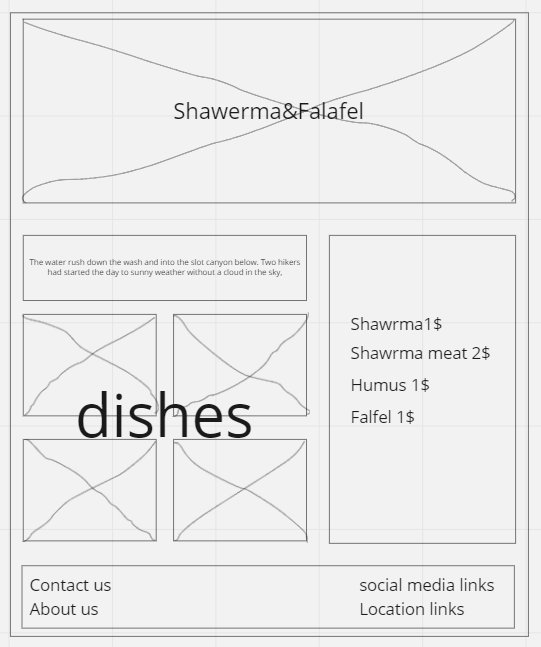 Shawerma&Falafel
The water rush down the wash and into the slot canyon below. Two hikers
had started the day to sunny weather without a cloud in the sky,
dishes
Shawrma1$
Shawrma meat 2$
Humus 1$
Falfel 1$
Contact us
About us
social media links
Location links